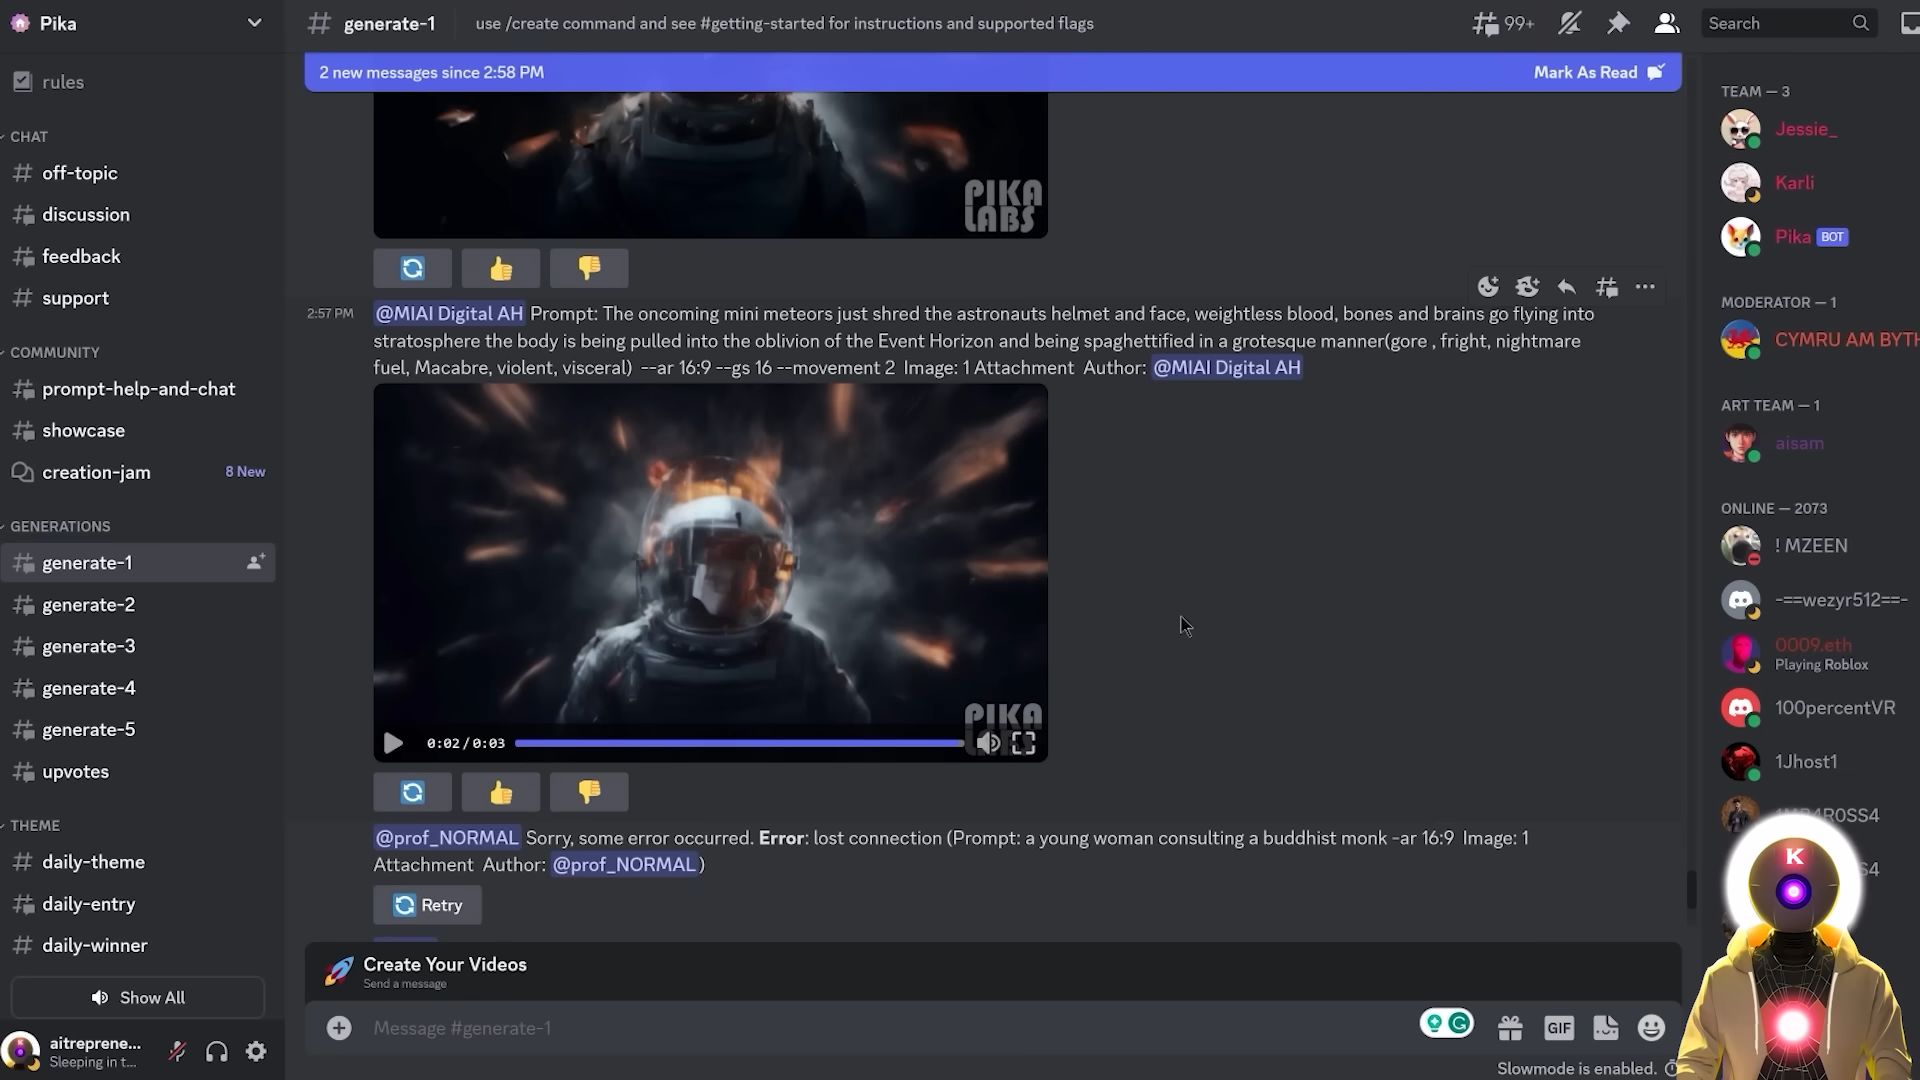 Pika
generate-1
use /create command and see #getting-started for instructions and supported flags
99+
Search
2 new messages since 2:58 PM
Mark As Read
rules
CHAT
off-topic
discussion
feedback
support
COMMUNITY
prompt-help-and-chat
showcase
creation-jam
8 New
GENERATIONS
generate-1
generate-2
generate-3
generate-4
generate-5
upvotes
THEME
daily-theme
daily-entry
daily-winner
Show All
aitreprene...
Sleeping in t...
PIKA
LABS
2:57 PM
@MIAI Digital AH Prompt: The oncoming mini meteors just shred the astronauts helmet and face, weightless blood, bones and brains go flying into
stratosphere the body is being pulled into the oblivion of the Event Horizon and being spaghettified in a grotesque manner(gore , fright, nightmare
fuel, Macabre, violent, visceral) --ar 16:9 --gs 16 --movement 2 Image: 1 Attachment Author: @MIAI Digital AH
PIKA
LABS
0:02/0:03
@prof_NORMAL Sorry, some error occurred. Error: lost connection (Prompt: a young woman consulting a buddhist monk -ar 16:9 Image: 1
Attachment Author: @prof_NORMAL)
Retry
Create Your Videos
Send a message
Message #generate-1
GIF
Slowmode is enabled.
TEAM — 3
Jessie_
Karli
Pika BOT
MODERATOR — 1
CYMRU AM BYTH
ART TEAM — 1
aisam
ONLINE — 2073
! MZEEN
-==wezyr512==-
0009.eth
Playing Roblox
100percentVR
1Jhost1
K